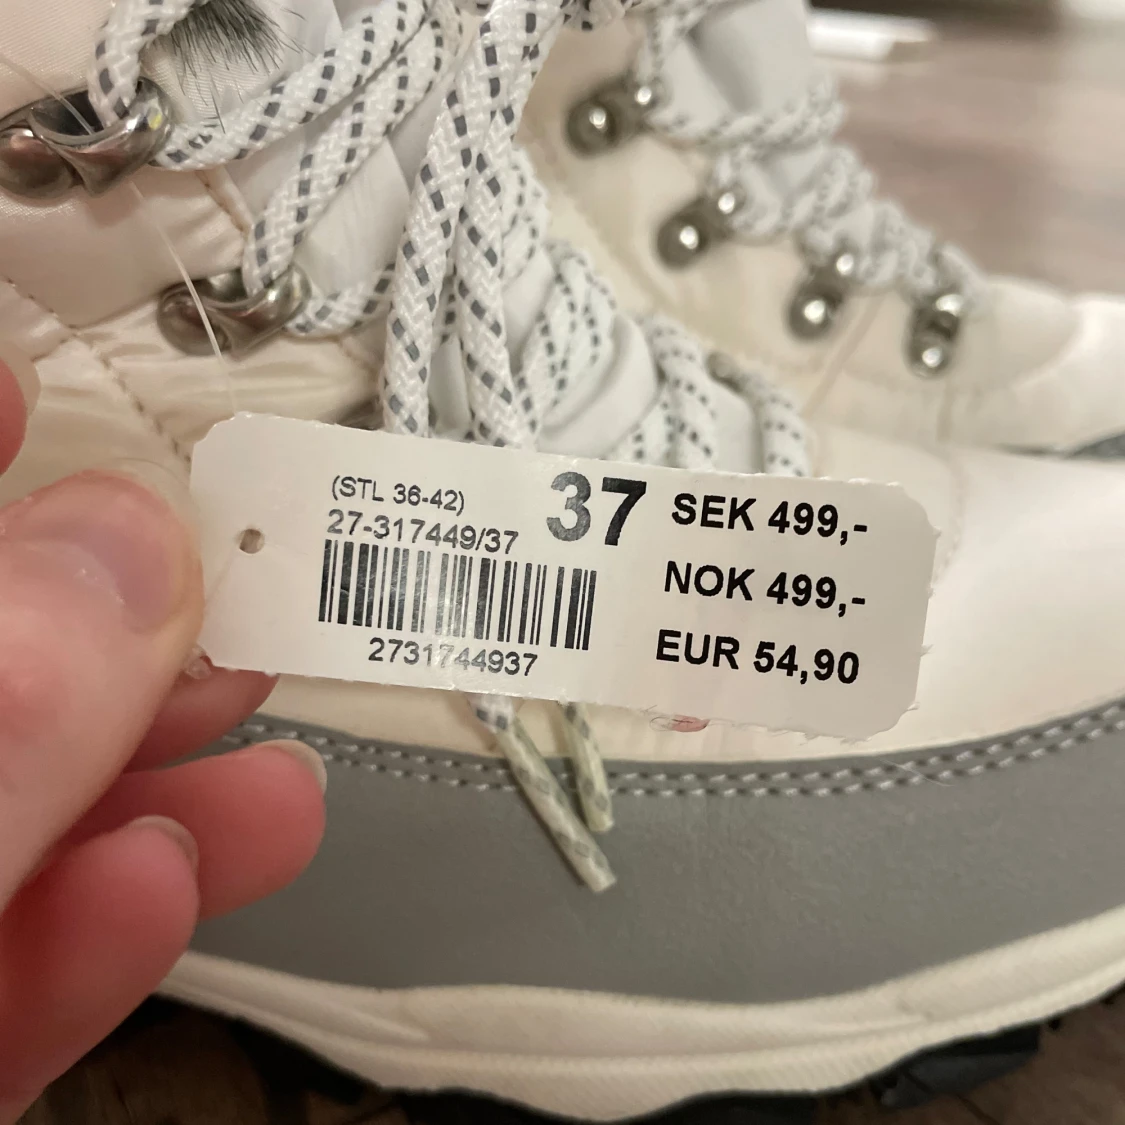 (STL 36-42)
27-317449/37
37
2731744937
SEK 499,-
NOK 499,-
EUR 54,90